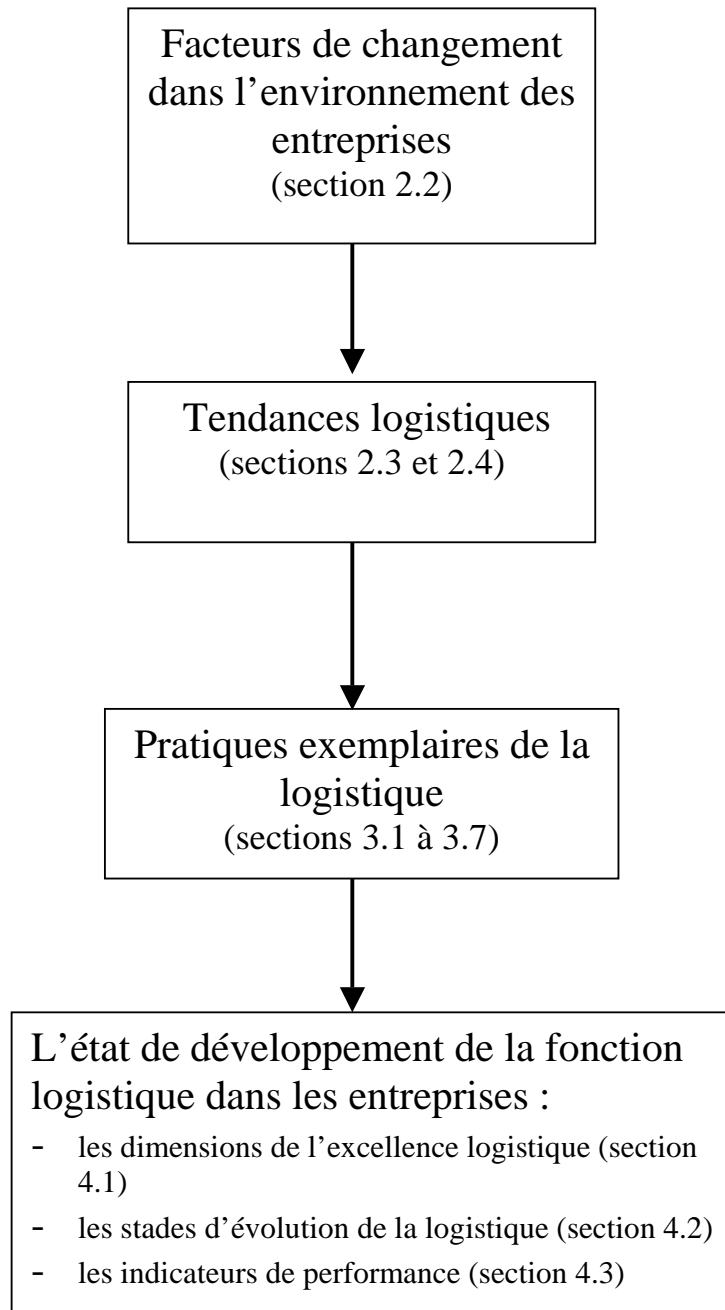 Facteurs de changement
dans l’environnement des
entreprises
(section 2.2)
Tendances logistiques
(sections 2.3 et 2.4)
Pratiques exemplaires de la
logistique
(sections 3.1 à 3.7)
L’état de développement de la fonction
logistique dans les entreprises :
- les dimensions de l’excellence logistique (section
4.1)
- les stades d’évolution de la logistique (section 4.2)
- les indicateurs de performance (section 4.3)